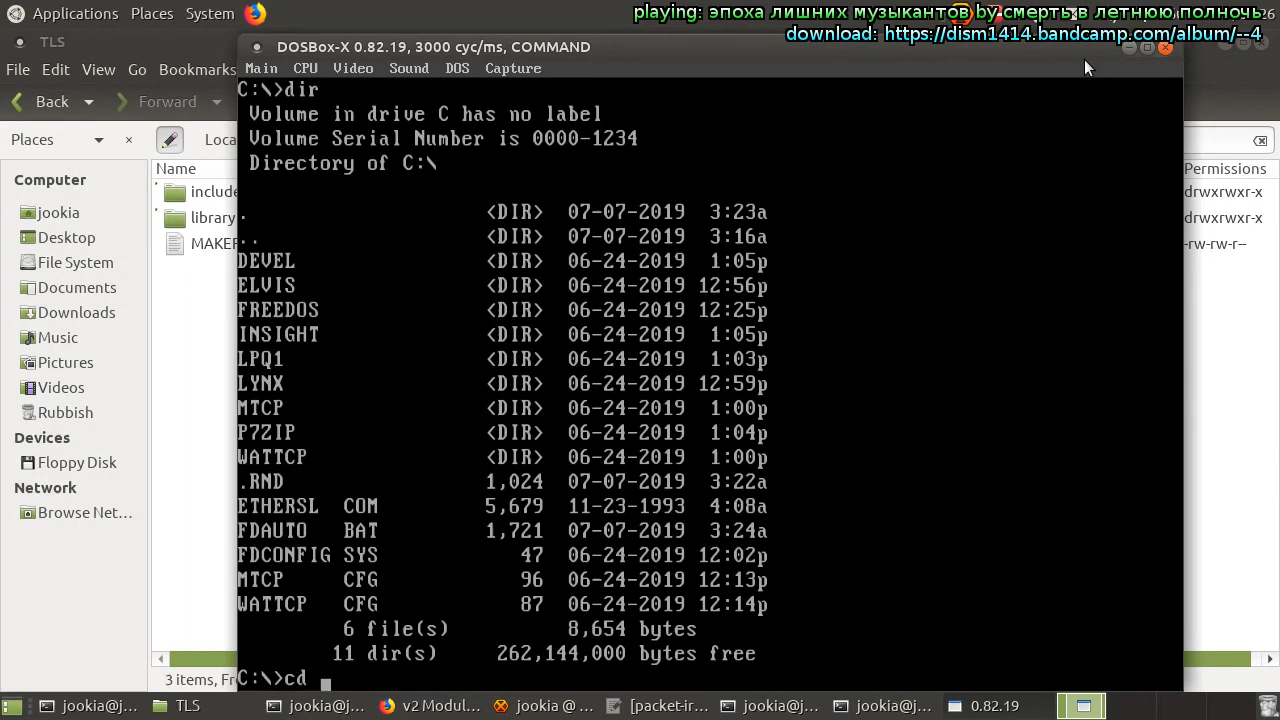 Applications Places System
26
playing: эпоха лишних музыкантов by смерть в летнюю полночь
download: https://dism1414.bandcamp.com/album/--4
TLS
DOSBox-X 0.82.19, 3000 cyc/ms, COMMAND
File Edit View Go Bookmarks
Main CPU Video Sound DOS Capture
Back Forward
Places
Computer
jookia
Desktop
File System
Documents
Downloads
Music
Pictures
Videos
Rubbish
Devices
Floppy Disk
Network
Browse Net…
Loca
Name
include
library
MAKEF
3 items, Fr
C:\>dir
Volume in drive C has no label
Volume Serial Number is 0000-1234
Directory of C:\
. <DIR> 07-07-2019 3:23a
.. <DIR> 07-07-2019 3:16a
DEVEL <DIR> 06-24-2019 1:05p
ELVIS <DIR> 06-24-2019 12:56p
FREEDOS <DIR> 06-24-2019 12:25p
INSIGHT <DIR> 06-24-2019 1:05p
LPQ1 <DIR> 06-24-2019 1:03p
LYNX <DIR> 06-24-2019 12:59p
MTCP <DIR> 06-24-2019 1:00p
P7ZIP <DIR> 06-24-2019 1:04p
WATTCP <DIR> 06-24-2019 1:00p
.RND 1,024 07-07-2019 3:22a
ETHERSL COM 5,679 11-23-1993 4:08a
FDAUTO BAT 1,721 07-07-2019 3:24a
FDCONFIG SYS 47 06-24-2019 12:02p
MTCP CFG 96 06-24-2019 12:13p
WATTCP CFG 87 06-24-2019 12:14p
6 file(s) 8,654 bytes
11 dir(s) 262,144,000 bytes free
C:\>cd
Permissions
drwxrwxr-x
drwxrwxr-x
-rw-rw-r--
jookia@j… TLS jookia@j… v2 Modul… jookia @ … [packet-ir… jookia@j… jookia@j… 0.82.19